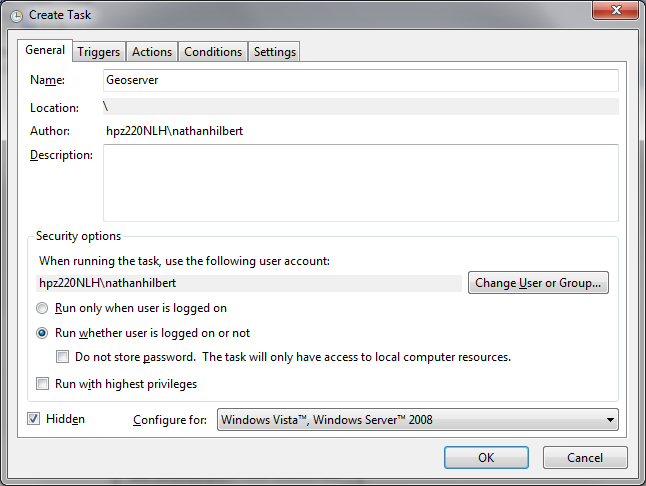 Create Task
General Triggers Actions Conditions Settings
Name: Geoserver
Location: \
Author: hpz220NLH\nathanhilbert
Description:
Security options
When running the task, use the following user account:
hpz220NLH\nathanhilbert Change User or Group...
Run only when user is logged on
Run whether user is logged on or not
Do not store password. The task will only have access to local computer resources.
Run with highest privileges
Hidden Configure for: Windows Vista™, Windows Server™ 2008
OK Cancel